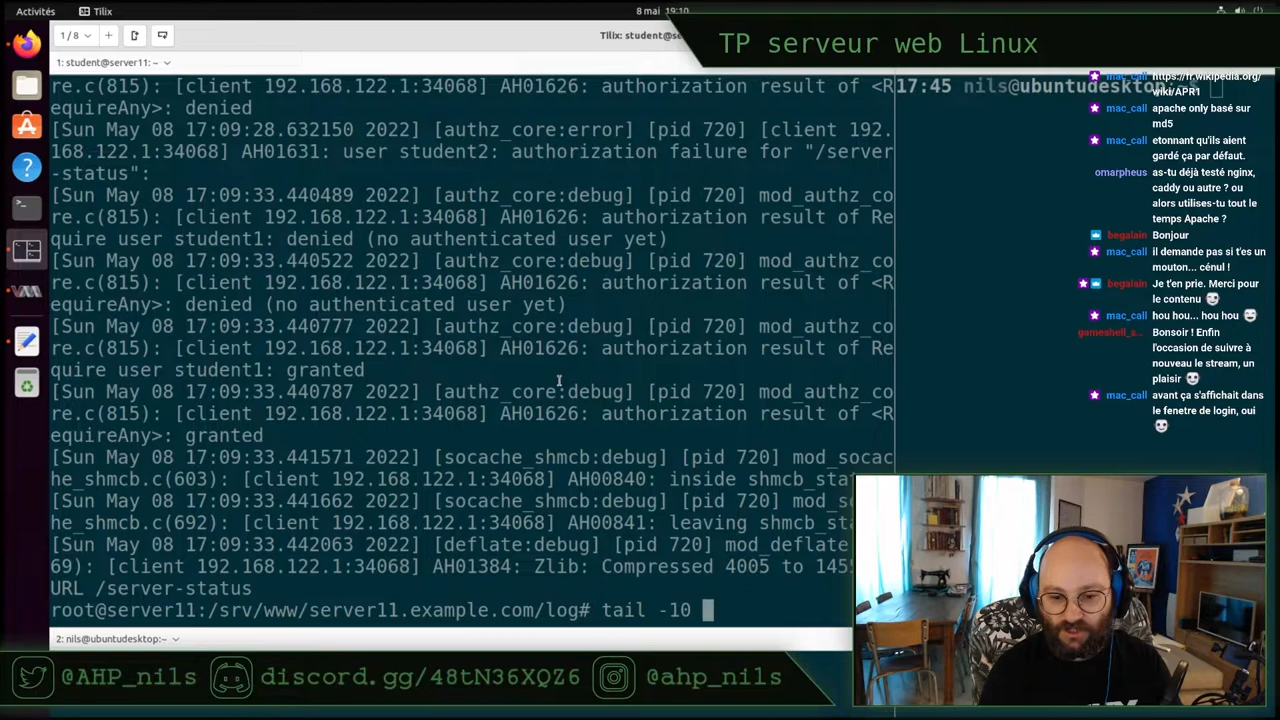 Activités
Tilix
8 mai 19:10
1 / 8
Tilix: student@se
TP serveur web Linux
1: student@server11: ~
re.c(815): [client 192.168.122.1:34068] AH01626: authorization result of <R
equireAny>: denied
[Sun May 08 17:09:28.632150 2022] [authz_core:error] [pid 720] [client 192.
168.122.1:34068] AH01631: user student2: authorization failure for "/server
-status":
[Sun May 08 17:09:33.440489 2022] [authz_core:debug] [pid 720] mod_authz_co
re.c(815): [client 192.168.122.1:34068] AH01626: authorization result of Re
quire user student1: denied (no authenticated user yet)
[Sun May 08 17:09:33.440522 2022] [authz_core:debug] [pid 720] mod_authz_co
re.c(815): [client 192.168.122.1:34068] AH01626: authorization result of <R
equireAny>: denied (no authenticated user yet)
[Sun May 08 17:09:33.440777 2022] [authz_core:debug] [pid 720] mod_authz_co
re.c(815): [client 192.168.122.1:34068] AH01626: authorization result of Re
quire user student1: granted
[Sun May 08 17:09:33.440787 2022] [authz_core:debug] [pid 720] mod_authz_co
re.c(815): [client 192.168.122.1:34068] AH01626: authorization result of <R
equireAny>: granted
[Sun May 08 17:09:33.441571 2022] [socache_shmcb:debug] [pid 720] mod_socac
he_shmcb.c(603): [client 192.168.122.1:34068] AH00840: inside shmcb_sta
[Sun May 08 17:09:33.441662 2022] [socache_shmcb:debug] [pid 720] mod_s
he_shmcb.c(692): [client 192.168.122.1:34068] AH00841: leaving shmcb_st
[Sun May 08 17:09:33.442063 2022] [deflate:debug] [pid 720] mod_deflate
69): [client 192.168.122.1:34068] AH01384: Zlib: Compressed 4005 to 145
URL /server-status
root@server11:/srv/www/server11.example.com/log# tail -10
17:45 nils@ubuntudesktop
mac_call https://fr.wikipedia.org/
wiki/APR1
mac_call apache only basé sur
md5
mac_call etonnant qu'ils aient
gardé ça par défaut.
omarpheus as-tu déjà testé nginx,
caddy ou autre ? ou
alors utilises-tu tout le
temps Apache ?
begalain Bonjour
mac_call il demande pas si t'es un
mouton... cénul !
begalain Je t'en prie. Merci pour
le contenu
mac_call hou hou... hou hou
gameshell_a... Bonsoir ! Enfin
l'occasion de suivre à
nouveau le stream, un
plaisir
mac_call avant ça s'affichait dans
le fenetre de login, oui
2: nils@ubuntudesktop:~
@AHP_nils
discord.gg/48tN36XQZ6
@ahp_nils